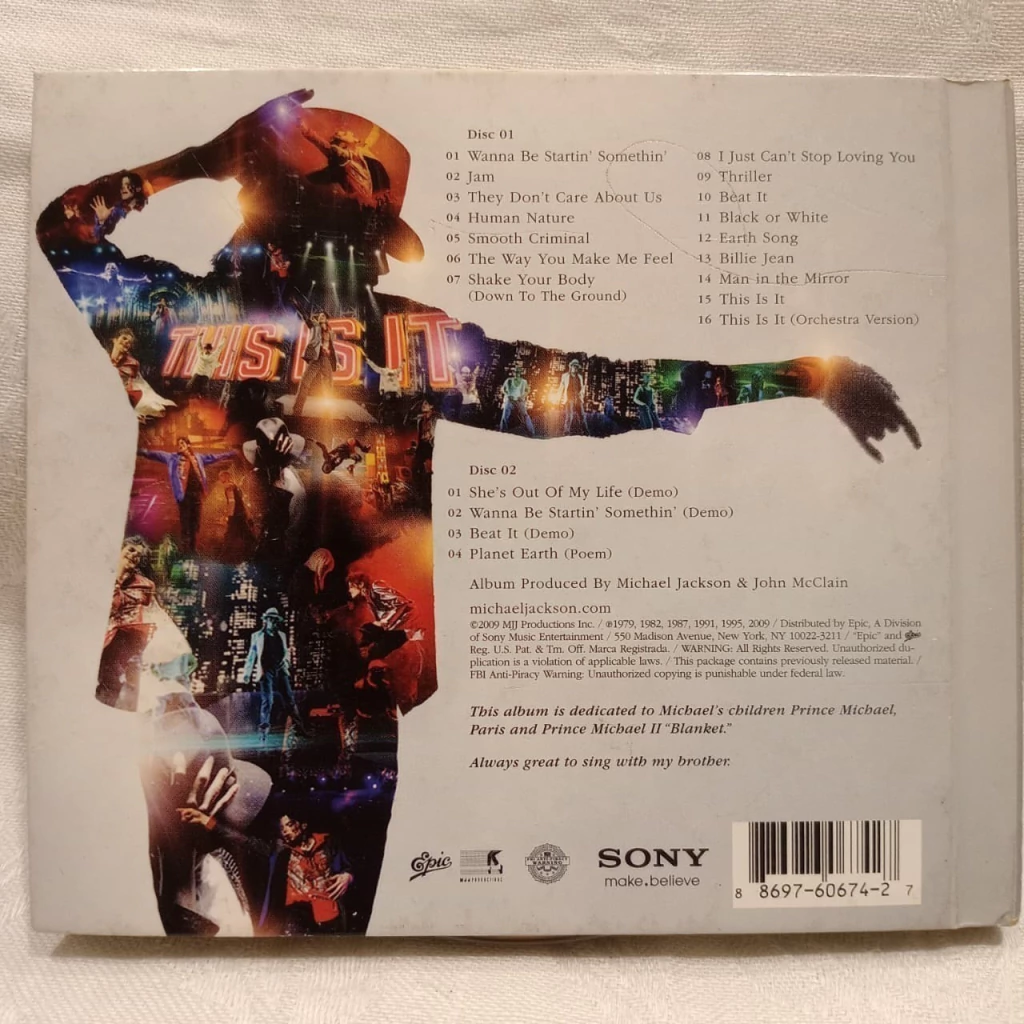 THIS IS IT
Disc 01
01 Wanna Be Startin' Somethin'
02 Jam
03 They Don't Care About Us
04 Human Nature
05 Smooth Criminal
06 The Way You Make Me Feel
07 Shake Your Body
(Down To The Ground)
08 I Just Can't Stop Loving You
09 Thriller
10 Beat It
11 Black or White
12 Earth Song
13 Billie Jean
14 Man in the Mirror
15 This Is It
16 This Is It (Orchestra Version)
Disc 02
01 She's Out Of My Life (Demo)
02 Wanna Be Startin' Somethin' (Demo)
03 Beat It (Demo)
04 Planet Earth (Poem)
Album Produced By Michael Jackson & John McClain
michaeljackson.com
©2009 MJJ Productions Inc. / ℗1979, 1982, 1987, 1991, 1995, 2009 / Distributed by Epic, A Division
of Sony Music Entertainment / 550 Madison Avenue, New York, NY 10022-3211 / "Epic" and Epic
Reg. U.S. Pat. & Tm. Off. Marca Registrada. / WARNING: All Rights Reserved. Unauthorized du-
plication is a violation of applicable laws. / This package contains previously released material. /
FBI Anti-Piracy Warning: Unauthorized copying is punishable under federal law.
This album is dedicated to Michael's children Prince Michael,
Paris and Prince Michael II "Blanket."
Always great to sing with my brother.
Epic
MJJ PRODUCTIONS
FBI ANTI-PIRACY
WARNING
SONY
make.believe
8 8697-60674-2 7